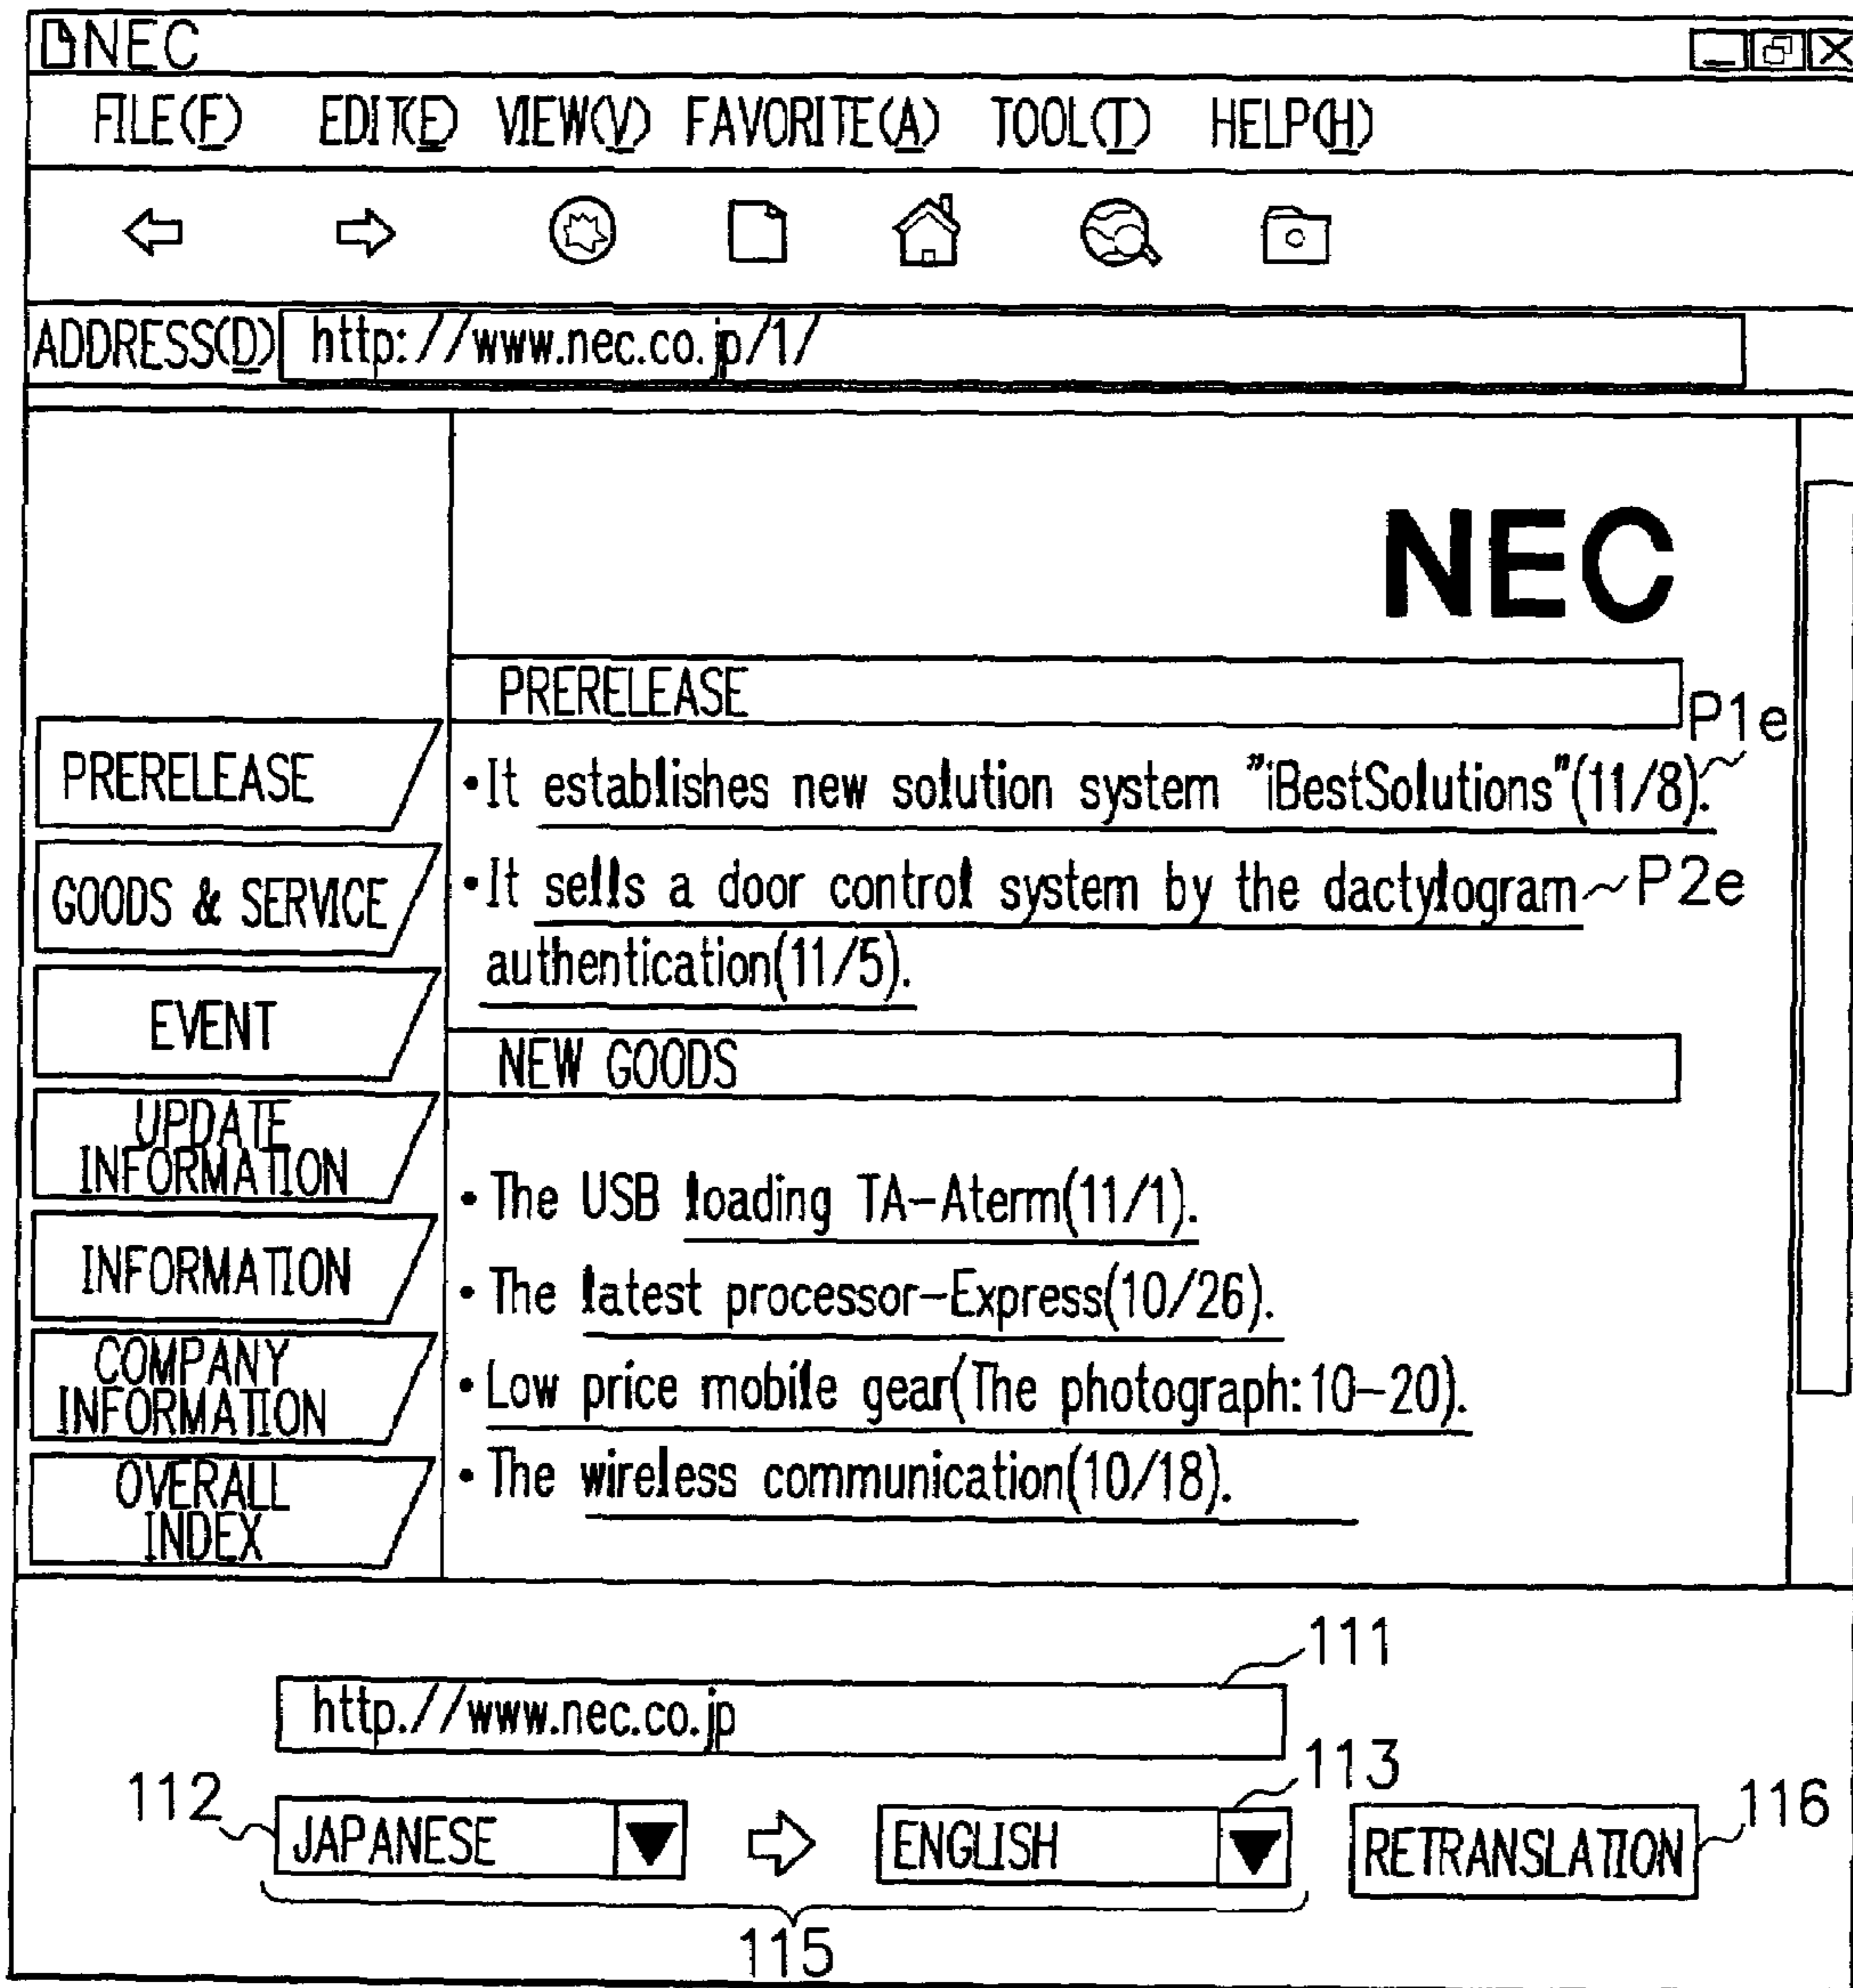 NEC
FILE(F) EDIT(E) VIEW(V) FAVORITE(A) TOOL(T) HELP(H)
ADDRESS(D) http://www.nec.co.jp/1/
NEC
PRERELEASE
GOODS & SERVICE
EVENT
UPDATE
INFORMATION
INFORMATION
COMPANY
INFORMATION
OVERALL
INDEX
PRERELEASE
P1e
•It establishes new solution system "iBestSolutions"(11/8).
•It sells a door control system by the dactylogram P2e
authentication(11/5).
NEW GOODS
•The USB loading TA-Aterm(11/1).
•The latest processor-Express(10/26).
•Low price mobile gear(The photograph:10-20).
•The wireless communication(10/18).
111
http.//www.nec.co.jp
112 113 116
JAPANESE ENGLISH RETRANSLATION
115